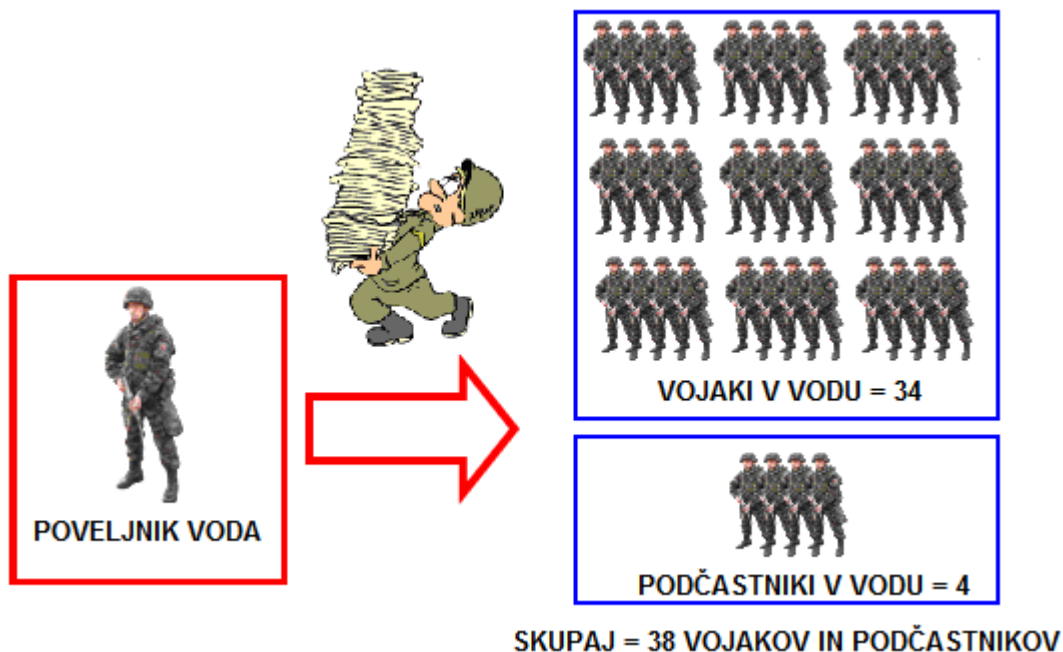 POVELJNIK VODA
VOJAKI V VODU = 34
PODČASTNIKI V VODU = 4
SKUPAJ = 38 VOJAKOV IN PODČASTNIKOV